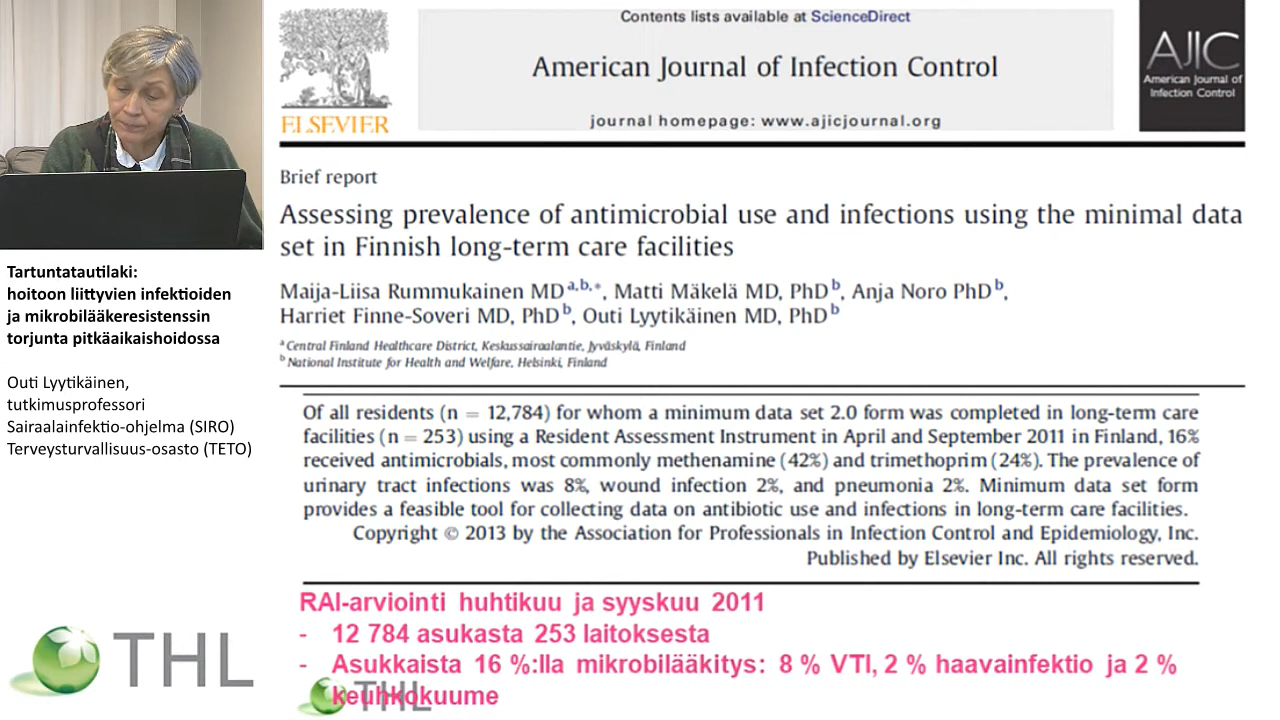 Contents lists available at ScienceDirect
American Journal of Infection Control
journal homepage: www.ajicjournal.org
ELSEVIER
AJIC
American Journal of
Infection Control
Brief report
Assessing prevalence of antimicrobial use and infections using the minimal data
set in Finnish long-term care facilities
Maija-Liisa Rummukainen MD a,b,*, Matti Mäkelä MD, PhD b, Anja Noro PhD b,
Harriet Finne-Soveri MD, PhD b, Outi Lyytikäinen MD, PhD b
a Central Finland Healthcare District, Keskussairaalantie, Jyväskylä, Finland
b National Institute for Health and Welfare, Helsinki, Finland
Of all residents (n = 12,784) for whom a minimum data set 2.0 form was completed in long-term care
facilities (n = 253) using a Resident Assessment Instrument in April and September 2011 in Finland, 16%
received antimicrobials, most commonly methenamine (42%) and trimethoprim (24%). The prevalence of
urinary tract infections was 8%, wound infection 2%, and pneumonia 2%. Minimum data set form
provides a feasible tool for collecting data on antibiotic use and infections in long-term care facilities.
Copyright © 2013 by the Association for Professionals in Infection Control and Epidemiology, Inc.
Published by Elsevier Inc. All rights reserved.
RAI-arviointi huhtikuu ja syyskuu 2011
- 12 784 asukasta 253 laitoksesta
- Asukkaista 16 %:lla mikrobilääkitys: 8 % VTI, 2 % haavainfektio ja 2 %
keuhkokuume
THL
Tartuntatautilaki:
hoitoon liittyvien infektioiden
ja mikrobilääkeresistenssin
torjunta pitkäaikaishoidossa
Outi Lyytikäinen,
tutkimusprofessori
Sairaalainfektio-ohjelma (SIRO)
Terveysturvallisuus-osasto (TETO)
THL